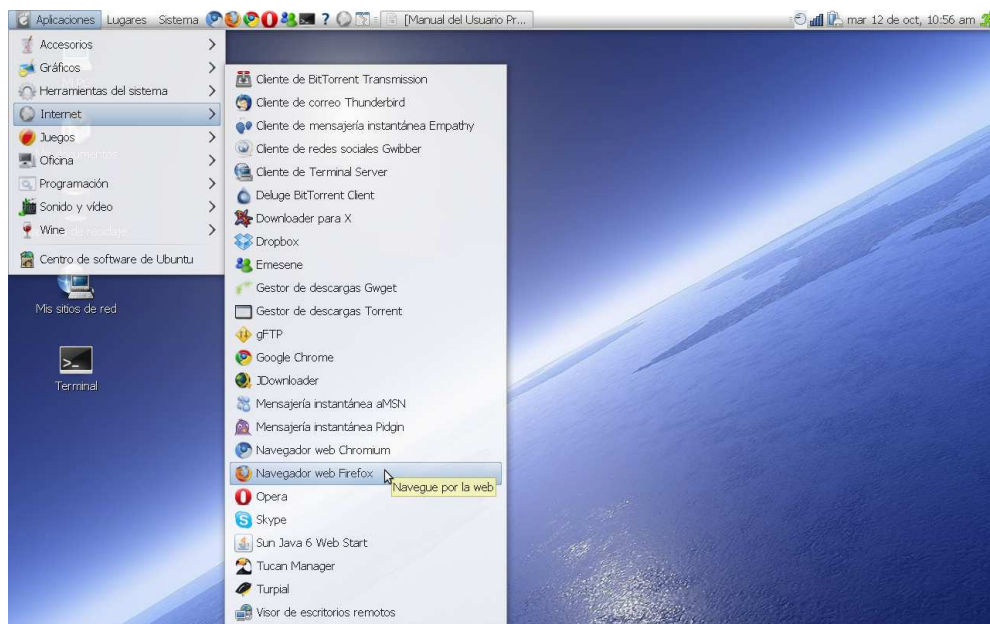 Aplicaciones Lugares Sistema ? [Manual del Usuario Pr... mar 12 de oct, 10:56 am
Accesorios
Gráficos
Herramientas del sistema
Internet
Juegos
Oficina
Programación
Sonido y vídeo
Wine
Centro de software de Ubuntu
Mis sitios de red
>_
Terminal
Cliente de BitTorrent Transmission
Cliente de correo Thunderbird
Cliente de mensajería instantánea Empathy
Cliente de redes sociales Gwibber
Cliente de Terminal Server
Deluge BitTorrent Client
Downloader para X
Dropbox
Emesene
Gestor de descargas Gwget
Gestor de descargas Torrent
gFTP
Google Chrome
JDownloader
Mensajería instantánea aMSN
Mensajería instantánea Pidgin
Navegador web Chromium
Navegador web Firefox
Navegue por la web
Opera
Skype
Sun Java 6 Web Start
Tucan Manager
Turpial
Visor de escritorios remotos